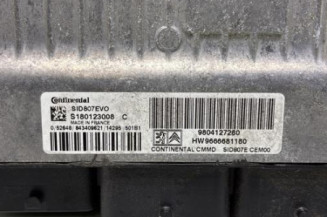 Continental
SID807EVO
S180123008 C
MADE IN FRANCE
9804127280
HW9666681180
CONTINENTAL CMMD SID807E CEM00